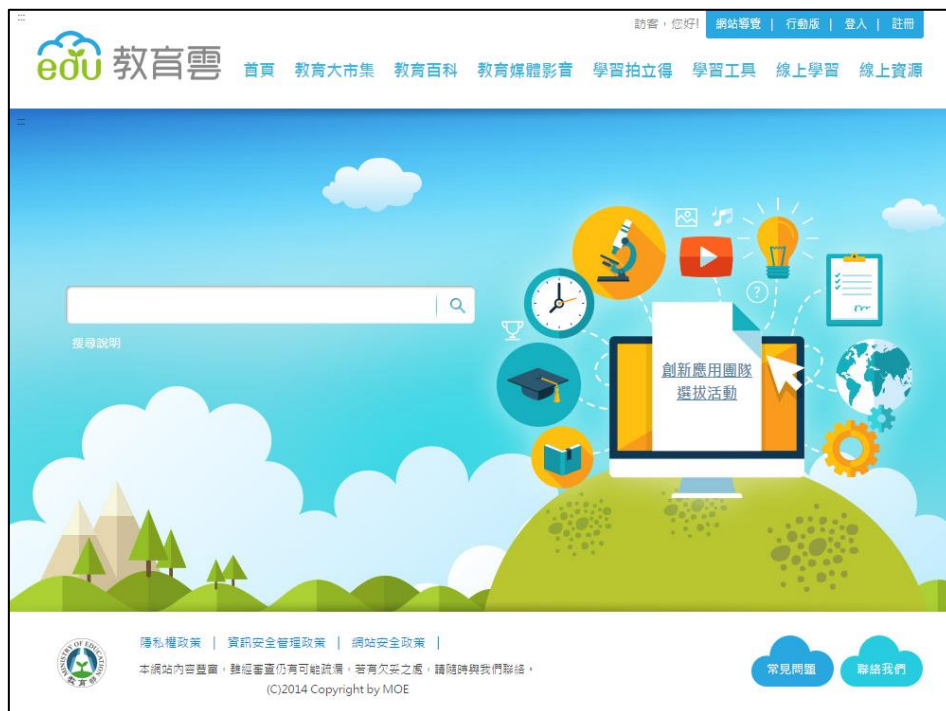 :::
訪客，您好! 網站導覽 | 行動版 | 登入 | 註冊
edu 教育雲
首頁 教育大市集 教育百科 教育媒體影音 學習拍立得 學習工具 線上學習 線上資源
:::
搜尋說明
?
創新應用團隊
選拔活動
MINISTRY OF EDUCATION
教育部
隱私權政策 | 資訊安全管理政策 | 網站安全政策 |
本網站內容豐富，雖經審查仍有可能疏漏，若有欠妥之處，請隨時與我們聯絡。
(C)2014 Copyright by MOE
常見問題
聯絡我們